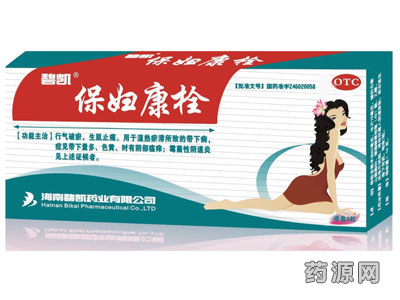 碧凯®
保妇康栓
【批准文号】国药准字Z46020058
OTC
【功能主治】行气破瘀,生肌止痛。用于湿热瘀滞所致的带下病,
症见带下量多、色黄、时有阴部瘙痒;霉菌性阴道炎
见上述证候者。
海南碧凯药业有限公司
Hainan Bikai Pharmaceutical Co.,LTD
药源网